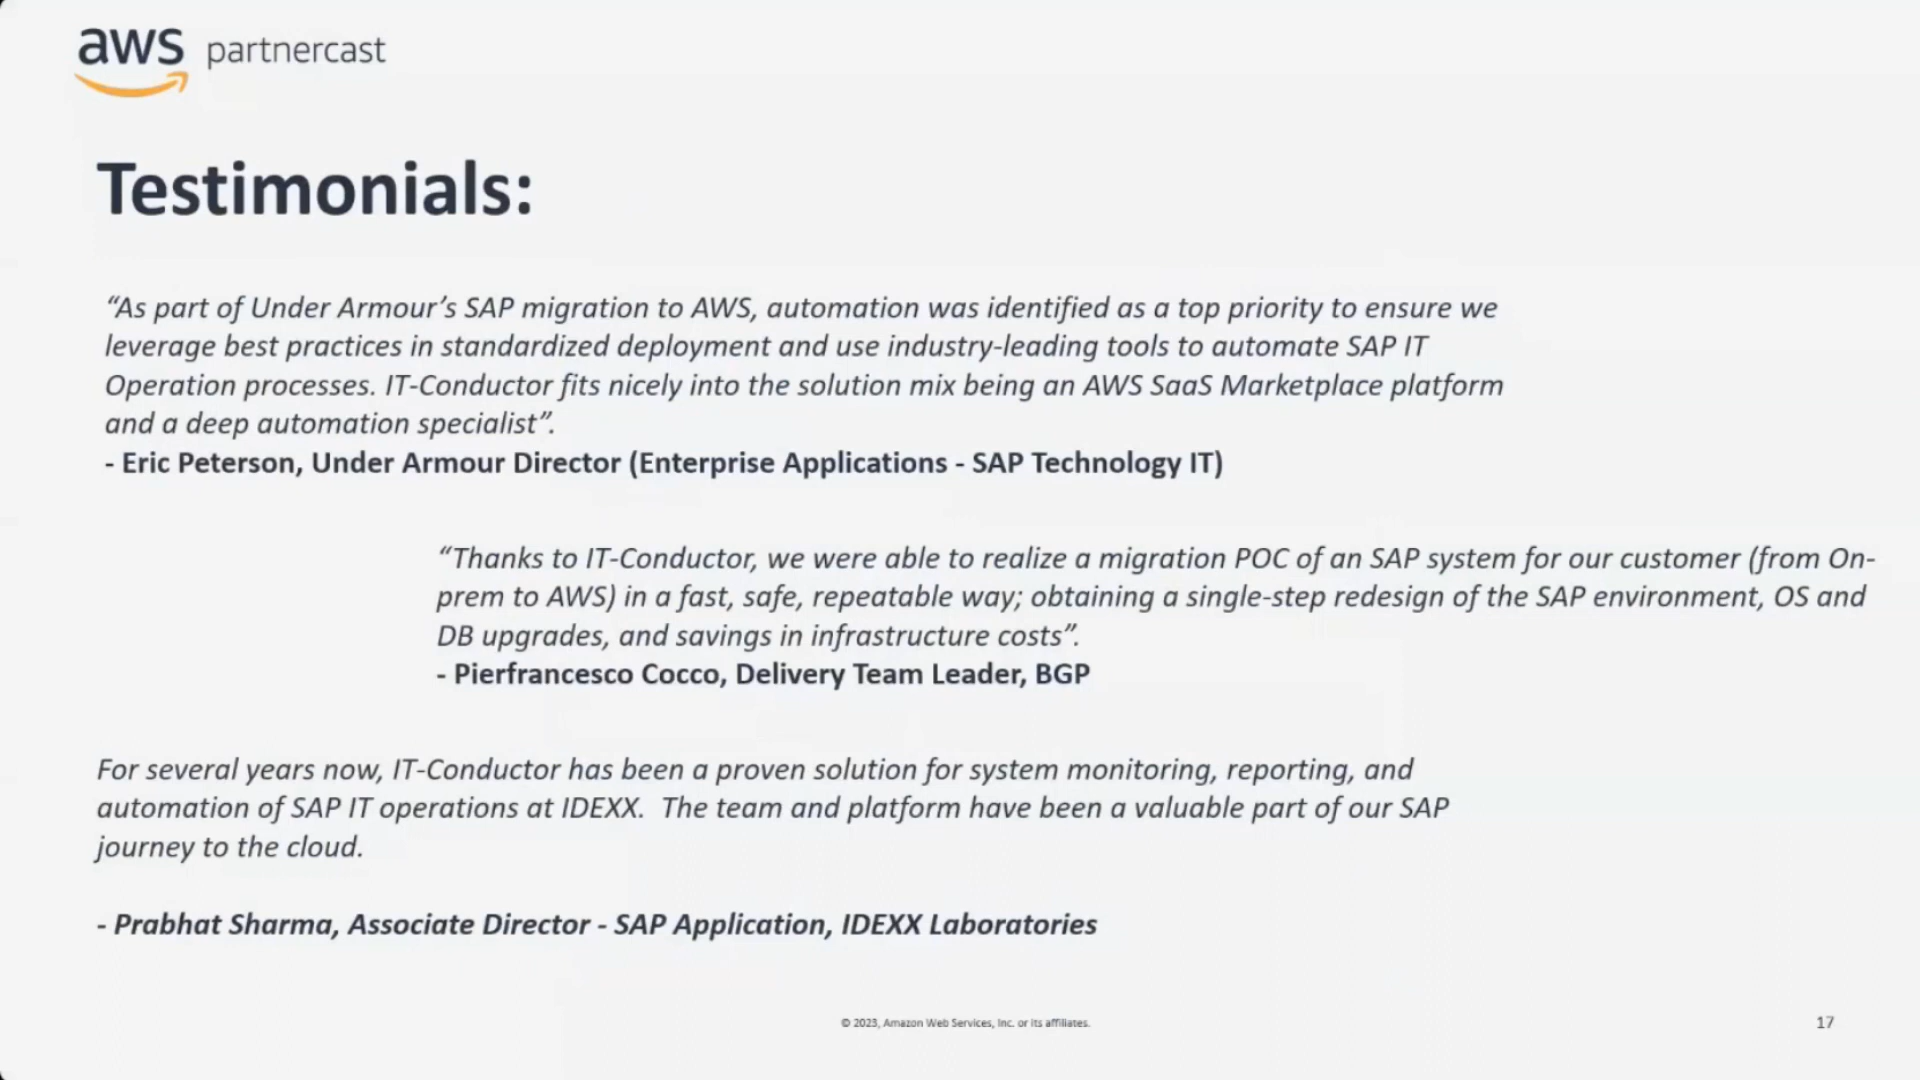 aws partnercast
Testimonials:
“As part of Under Armour’s SAP migration to AWS, automation was identified as a top priority to ensure we
leverage best practices in standardized deployment and use industry-leading tools to automate SAP IT
Operation processes. IT-Conductor fits nicely into the solution mix being an AWS SaaS Marketplace platform
and a deep automation specialist”.
- Eric Peterson, Under Armour Director (Enterprise Applications - SAP Technology IT)
“Thanks to IT-Conductor, we were able to realize a migration POC of an SAP system for our customer (from On-
prem to AWS) in a fast, safe, repeatable way; obtaining a single-step redesign of the SAP environment, OS and
DB upgrades, and savings in infrastructure costs”.
- Pierfrancesco Cocco, Delivery Team Leader, BGP
For several years now, IT-Conductor has been a proven solution for system monitoring, reporting, and
automation of SAP IT operations at IDEXX.  The team and platform have been a valuable part of our SAP
journey to the cloud.
- Prabhat Sharma, Associate Director - SAP Application, IDEXX Laboratories
© 2023, Amazon Web Services, Inc. or its affiliates.
17